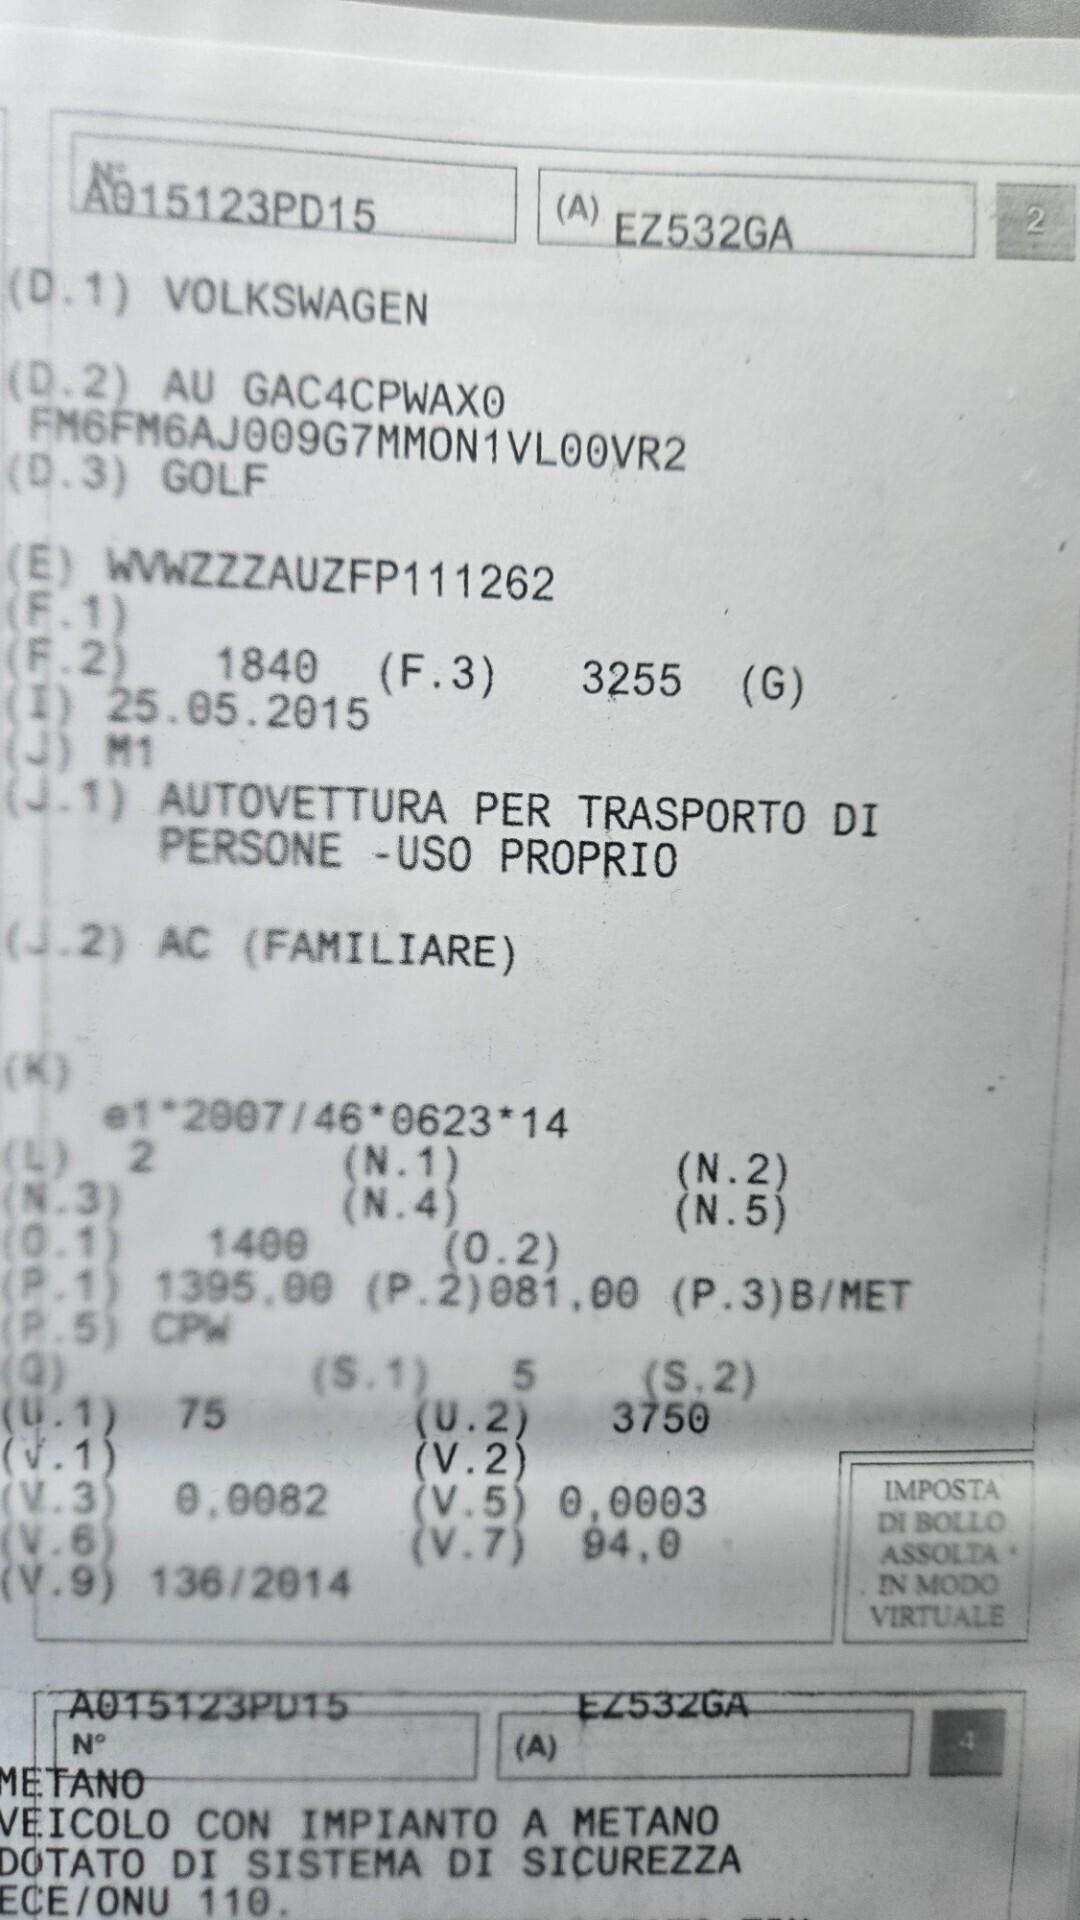 N°
A015123PD15
(A) EZ532GA
2
(D.1) VOLKSWAGEN
(D.2) AU GAC4CPWAX0
FM6FM6AJ009G7MMON1VL00VR2
(D.3) GOLF
(E) WVWZZZAUZFP111262
(F.1)
(F.2) 1840 (F.3) 3255 (G)
(I) 25.05.2015
(J) M1
(J.1) AUTOVETTURA PER TRASPORTO DI
PERSONE -USO PROPRIO
(J.2) AC (FAMILIARE)
(K)
e1*2007/46*0623*14
(L) 2 (N.1) (N.2)
(N.3) (N.4) (N.5)
(O.1) 1400 (O.2)
(P.1) 1395.00 (P.2)081,00 (P.3)B/MET
(P.5) CPW
(Q) (S.1) 5 (S.2)
(U.1) 75 (U.2) 3750
(V.1) (V.2)
(V.3) 0,0082 (V.5) 0,0003
(V.6) (V.7) 94,0
(V.9) 136/2014
IMPOSTA
DI BOLLO
ASSOLTA
IN MODO
VIRTUALE
A015123PD15 EZ532GA
N° (A) 4
METANO
VEICOLO CON IMPIANTO A METANO
DOTATO DI SISTEMA DI SICUREZZA
ECE/ONU 110.